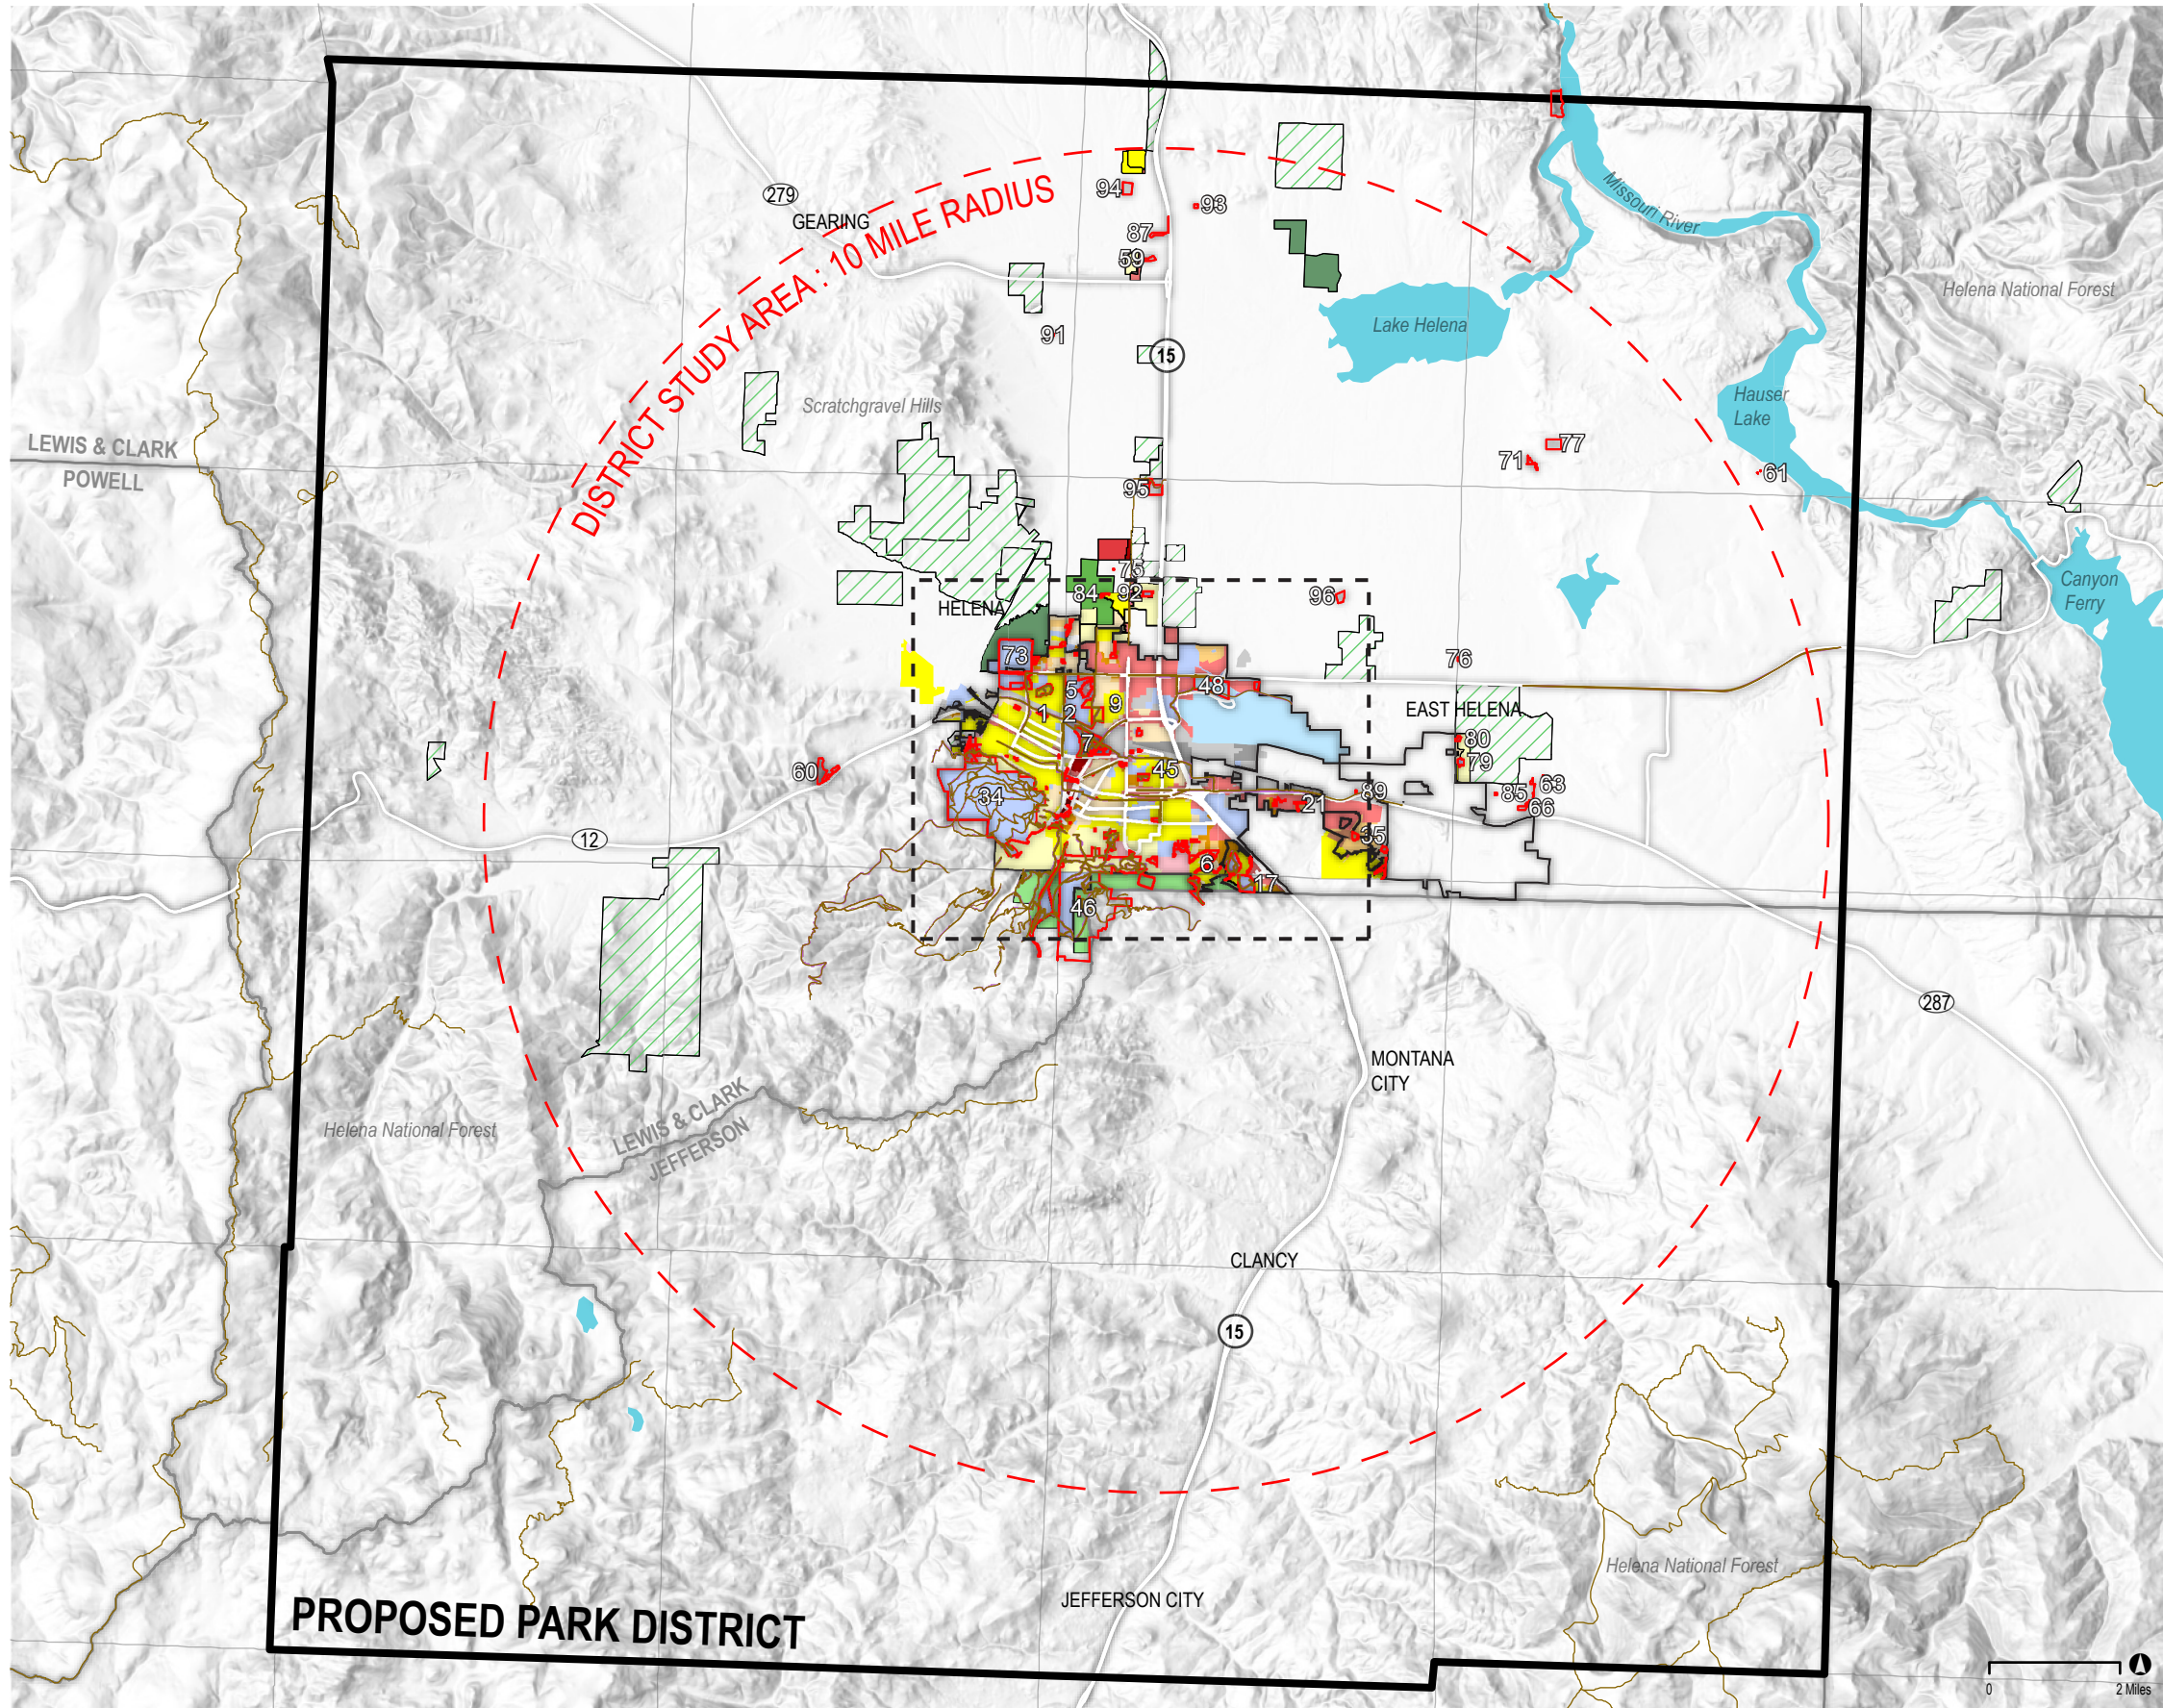 279
GEARING
DISTRICT STUDY AREA : 10 MILE RADIUS
94
93
87
59
Missouri River
Helena National Forest
Lake Helena
91
15
Hauser
Lake
Scratchgravel Hills
LEWIS & CLARK
POWELL
77
71
61
95
75
84
92
96
HELENA
Canyon
Ferry
73
76
5
48
1
2
9
EAST HELENA
7
80
79
60
45
34
63
85
89
21
66
12
35
6
17
46
287
MONTANA
CITY
LEWIS & CLARK
JEFFERSON
Helena National Forest
CLANCY
15
Helena National Forest
JEFFERSON CITY
PROPOSED PARK DISTRICT
0
2 Miles